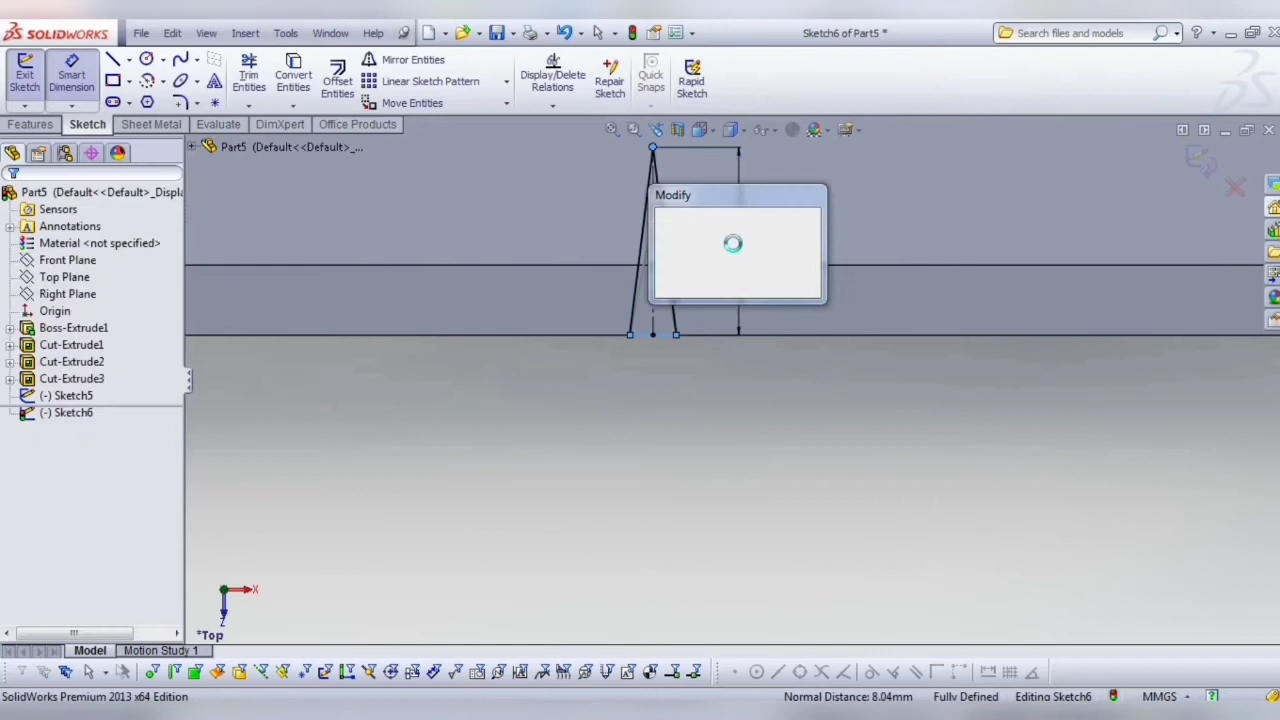 SOLIDWORKS File Edit View Insert Tools Window Help Sketch6 of Part5 * Search files and models
Exit Sketch
Smart Dimension
Trim Entities
Convert Entities
Offset Entities
Mirror Entities
Linear Sketch Pattern
Move Entities
Display/Delete Relations
Repair Sketch
Quick Snaps
Rapid Sketch
Features Sketch Sheet Metal Evaluate DimXpert Office Products
Part5 (Default<<Default>_...
Part5 (Default<<Default>_Displa
Sensors
Annotations
Material <not specified>
Front Plane
Top Plane
Right Plane
Origin
Boss-Extrude1
Cut-Extrude1
Cut-Extrude2
Cut-Extrude3
(-) Sketch5
(-) Sketch6
Modify
X
Z
*Top
Model Motion Study 1
SolidWorks Premium 2013 x64 Edition Normal Distance: 8.04mm Fully Defined Editing Sketch6 MMGS